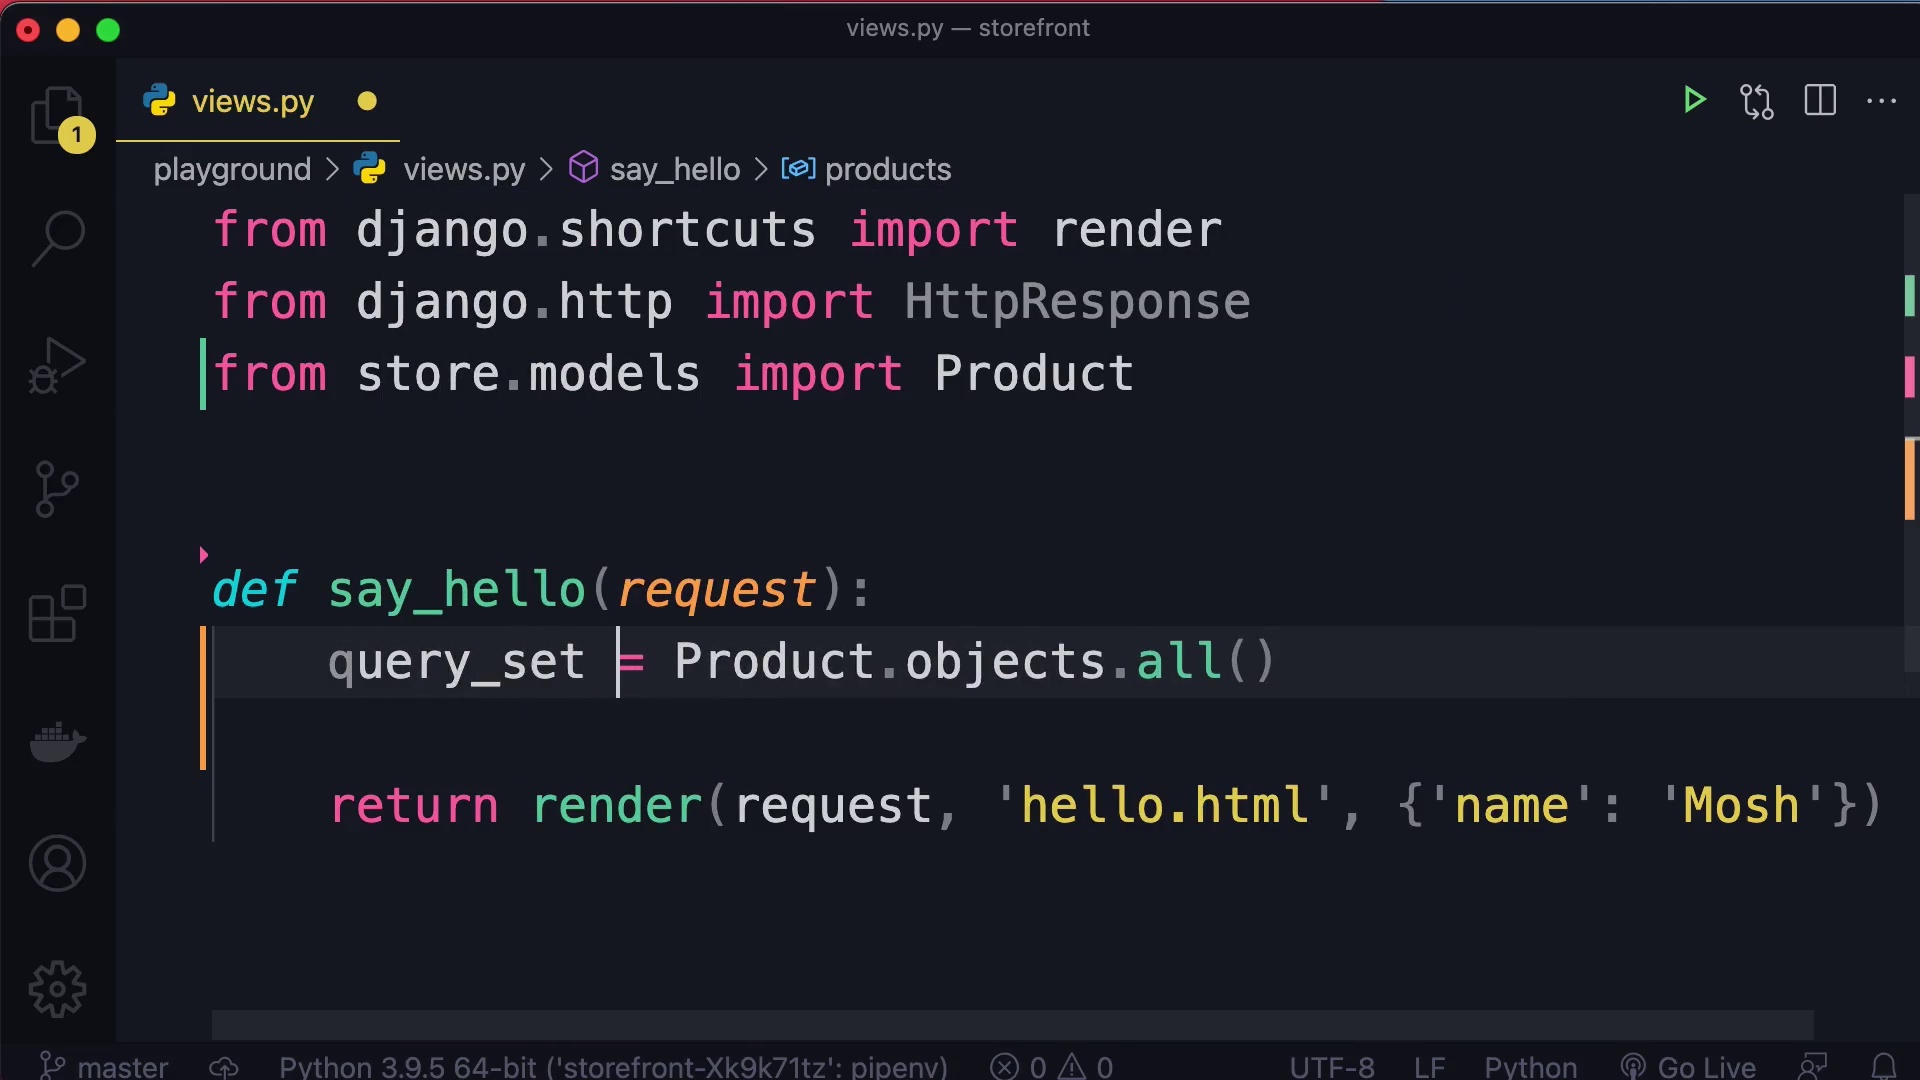 views.py — storefront
views.py
1
playground > views.py > say_hello > products
from django.shortcuts import render
from django.http import HttpResponse
from store.models import Product
def say_hello(request):
    query_set = Product.objects.all()
    return render(request, 'hello.html', {'name': 'Mosh'})
master Python 3.9.5 64-bit ('storefront-Xk9k71tz': pipenv) 0 0 UTF-8 LF Python Go Live